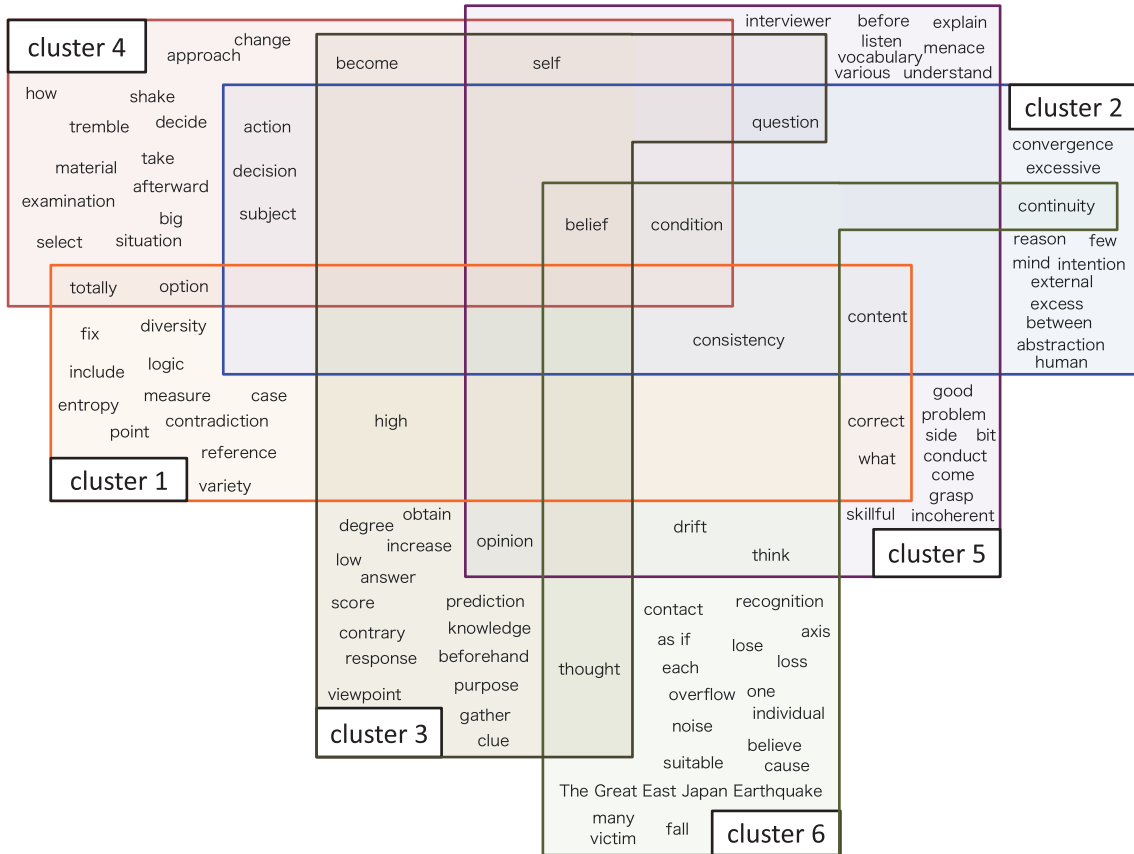 cluster 4
change
approach
how
shake
tremble
decide
material
take
afterward
examination
big
select
situation
become
self
action
decision
subject
interviewer
before
explain
listen
menace
vocabulary
various
understand
question
cluster 2
convergence
excessive
continuity
reason
few
mind
intention
external
excess
between
abstraction
human
belief
condition
totally
option
content
consistency
fix
diversity
include
logic
entropy
measure
case
contradiction
point
reference
cluster 1
variety
high
correct
what
good
problem
side
bit
conduct
come
grasp
skillful
incoherent
cluster 5
obtain
degree
increase
low
answer
opinion
drift
think
score
prediction
contrary
knowledge
response
beforehand
viewpoint
purpose
gather
clue
cluster 3
thought
contact
recognition
as if
lose
axis
each
loss
overflow
one
individual
noise
believe
suitable
cause
The Great East Japan Earthquake
many
victim
fall
cluster 6